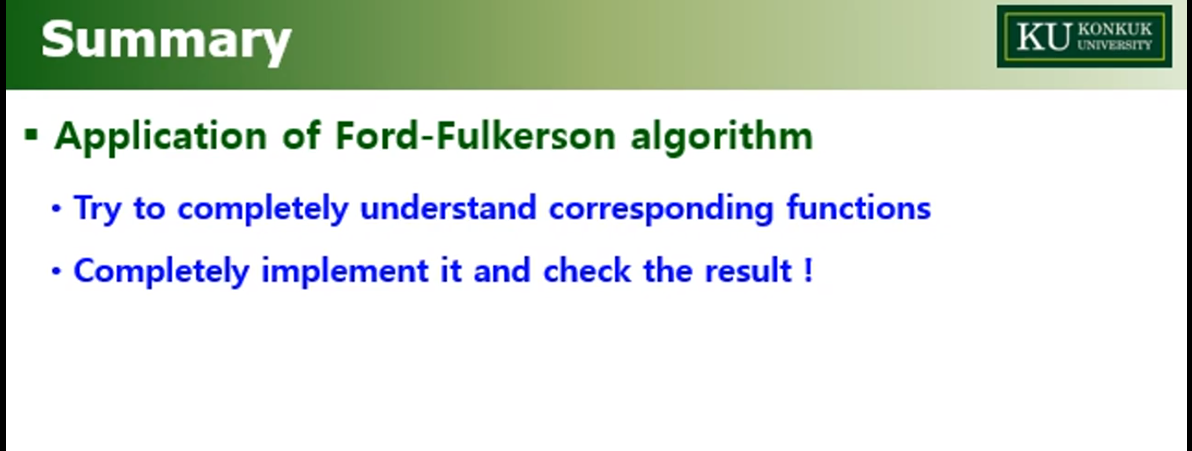 Summary
KU KONKUK
UNIVERSITY
▪ Application of Ford-Fulkerson algorithm
• Try to completely understand corresponding functions
• Completely implement it and check the result !